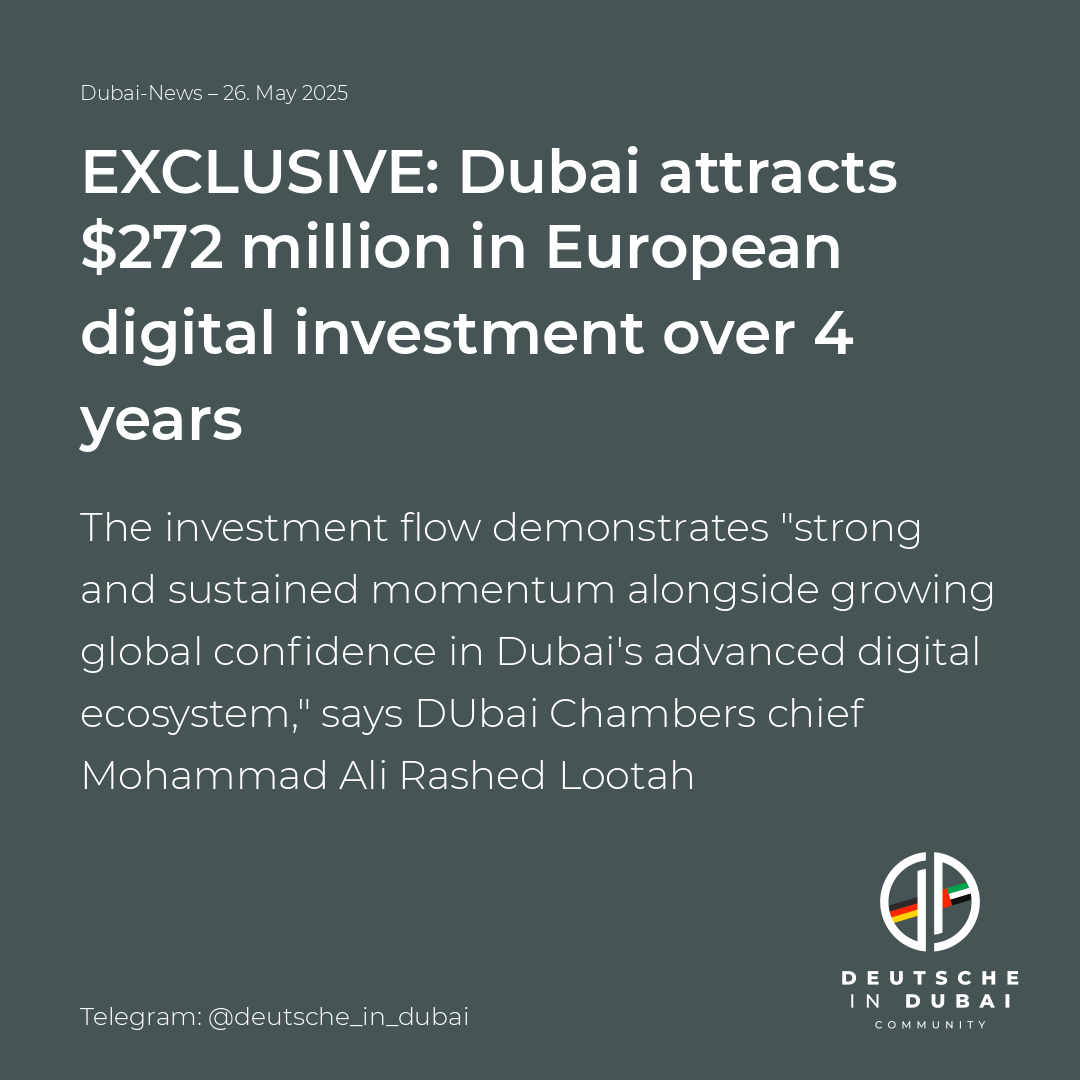 Dubai-News – 26. May 2025
EXCLUSIVE: Dubai attracts
$272 million in European
digital investment over 4
years
The investment flow demonstrates "strong
and sustained momentum alongside growing
global confidence in Dubai's advanced digital
ecosystem," says DUbai Chambers chief
Mohammad Ali Rashed Lootah
DEUTSCHE
IN DUBAI
COMMUNITY
Telegram: @deutsche_in_dubai